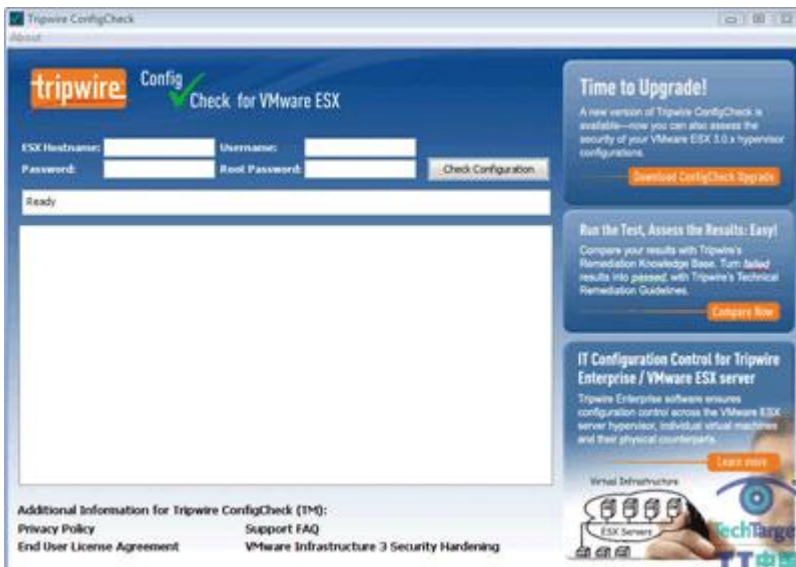 Tripwire ConfigCheck
About
tripwire
Config
Check for VMware ESX
ESX Hostname:
Username:
Password:
Root Password:
Check Configuration
Ready
Time to Upgrade!
A new version of Tripwire ConfigCheck is
available—now you can also assess the
security of your VMware ESX 3.0.x hypervisor
configurations.
Download ConfigCheck Upgrade
Run the Test, Assess the Results: Easy!
Compare your results with Tripwire's
Remediation Knowledge Base. Turn failed
results into passed, with Tripwire's Technical
Remediation Guidelines.
Compare Now
IT Configuration Control for Tripwire
Enterprise / VMware ESX server
Tripwire Enterprise software ensures
configuration control across the VMware ESX
server hypervisor, individual virtual machines
and their physical counterparts.
Learn more
Virtual Infrastructure
ESX Servers
TechTarget
Additional Information for Tripwire ConfigCheck (TM):
Privacy Policy
Support FAQ
End User License Agreement
VMware Infrastructure 3 Security Hardening